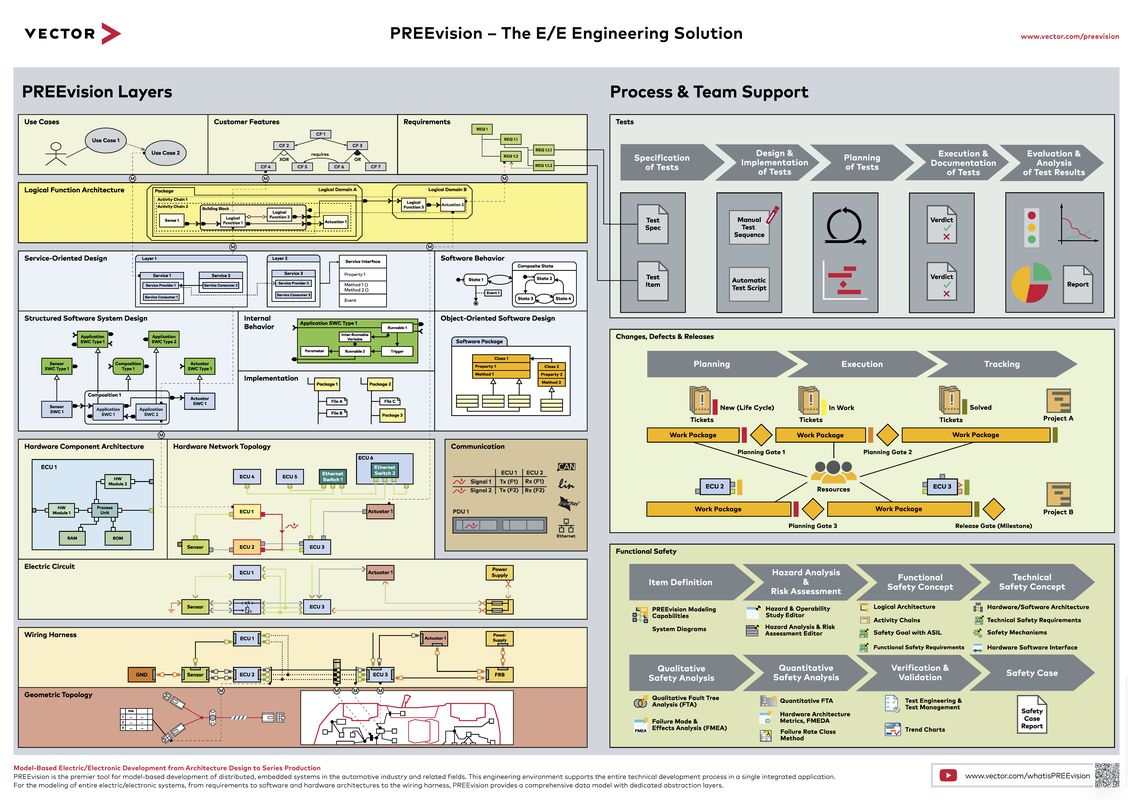 VECTOR
PREEvision – The E/E Engineering Solution
www.vector.com/preevision
PREEvision Layers
Use Cases
Use Case 1
Use Case 2
Customer Features
CF 1
CF 2
CF 3
XOR
requires
OR
CF 4
CF 5
CF 6
CF 7
Requirements
REQ 1
REQ 1.1
REQ 1.1.1
REQ 1.2
REQ 1.1.2
M
M
M
Logical Function Architecture
Package
Logical Domain A
Activity Chain 1
Activity Chain 2
Building Block
Sense 1
Logical
Function 1
Logical
Function 2
Actuation 1
Logical Domain B
Logical
Function 3
Actuation 2
M
M
Service-Oriented Design
Layer 1
Service 1
Service 2
Service Provider 1
Service Consumer 2
Service Consumer 1
Layer 2
Service 3
Service Provider 2
Service Consumer 3
Service Interface
Property 1
Method 1 ()
Method 2 ()
Event
Software Behavior
Composite State
State 1
State 2
Event 1
State 3
State 4
Structured Software System Design
Application
SWC Type 1
Application
SWC Type 2
Sensor
SWC Type 1
Composition
Type 1
Actuator
SWC Type 1
Composition 1
Sensor
SWC 1
Application
SWC 1
Application
SWC 2
Actuator
SWC 1
M
Internal
Behavior
Application SWC Type 1
Runnable 1
Inter-Runnable
Variable
Parameter
Runnable 2
Trigger
Implementation
Package 1
Package 2
File A
File C
File B
Package 3
Object-Oriented Software Design
Software Package
Class 1
Property 1
Method 1
Class 2
Property 2
Method 2
Hardware Component Architecture
ECU 1
HW
Module 2
HW
Module 1
Process
Unit
RAM
ROM
Hardware Network Topology
ECU 6
ECU 4
ECU 5
Ethernet
Switch 1
Ethernet
Switch 2
ECU 1
Actuator 1
Sensor
ECU 2
ECU 3
Communication
ECU 1
ECU 2
Signal 1
Tx (F1)
Rx (F1)
Signal 2
Tx (F2)
Rx (F2)
PDU 1
CAN
lin
FlexRay
Ethernet
Electric Circuit
ECU 1
Actuator 1
Power
Supply
Sensor
ECU 3
Wiring Harness
ECU 1
Actuator 1
Power
Supply
GND
Sensor
ECU 2
ECU 3
FRB
Geometric Topology
M
M
M
M
Process & Team Support
Tests
Specification
of Tests
Design &
Implementation
of Tests
Planning
of Tests
Execution &
Documentation
of Tests
Evaluation &
Analysis
of Test Results
Test
Spec
Manual
Test
Sequence
Verdict
Test
Item
Automatic
Test Script
Verdict
Report
Changes, Defects & Releases
Planning
Execution
Tracking
Tickets
New (Life Cycle)
Tickets
In Work
Tickets
Solved
Project A
Work Package
Work Package
Work Package
Planning Gate 1
Planning Gate 2
Resources
ECU 2
ECU 3
Work Package
Work Package
Project B
Planning Gate 3
Release Gate (Milestone)
Functional Safety
Item Definition
Hazard Analysis
&
Risk Assessment
Functional
Safety Concept
Technical
Safety Concept
PREEvision Modeling
Capabilities
System Diagrams
Hazard & Operability
Study Editor
Hazard Analysis & Risk
Assessment Editor
Logical Architecture
Activity Chains
Safety Goal with ASIL
Functional Safety Requirements
Hardware/Software Architecture
Technical Safety Requirements
Safety Mechanisms
Hardware Software Interface
Qualitative
Safety Analysis
Quantitative
Safety Analysis
Verification &
Validation
Safety Case
Qualitative Fault Tree
Analysis (FTA)
FMEA
Failure Mode &
Effects Analysis (FMEA)
Quantitative FTA
Hardware Architecture
Metrics, FMEDA
Failure Rate Class
Method
Test Engineering &
Test Management
Trend Charts
Safety
Case
Report
Model-Based Electric/Electronic Development from Architecture Design to Series Production
PREEvision is the premier tool for model-based development of distributed, embedded systems in the automotive industry and related fields. This engineering environment supports the entire technical development process in a single integrated application.
For the modeling of entire electric/electronic systems, from requirements to software and hardware architectures to the wiring harness, PREEvision provides a comprehensive data model with dedicated abstraction layers.
www.vector.com/whatisPREEvision